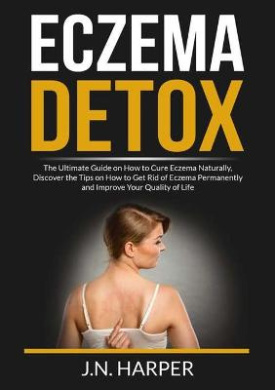 ECZEMA
DETOX
The Ultimate Guide on How to Cure Eczema Naturally,
Discover the Tips on How to Get Rid of Eczema Permanently
and Improve Your Quality of Life
J.N. HARPER